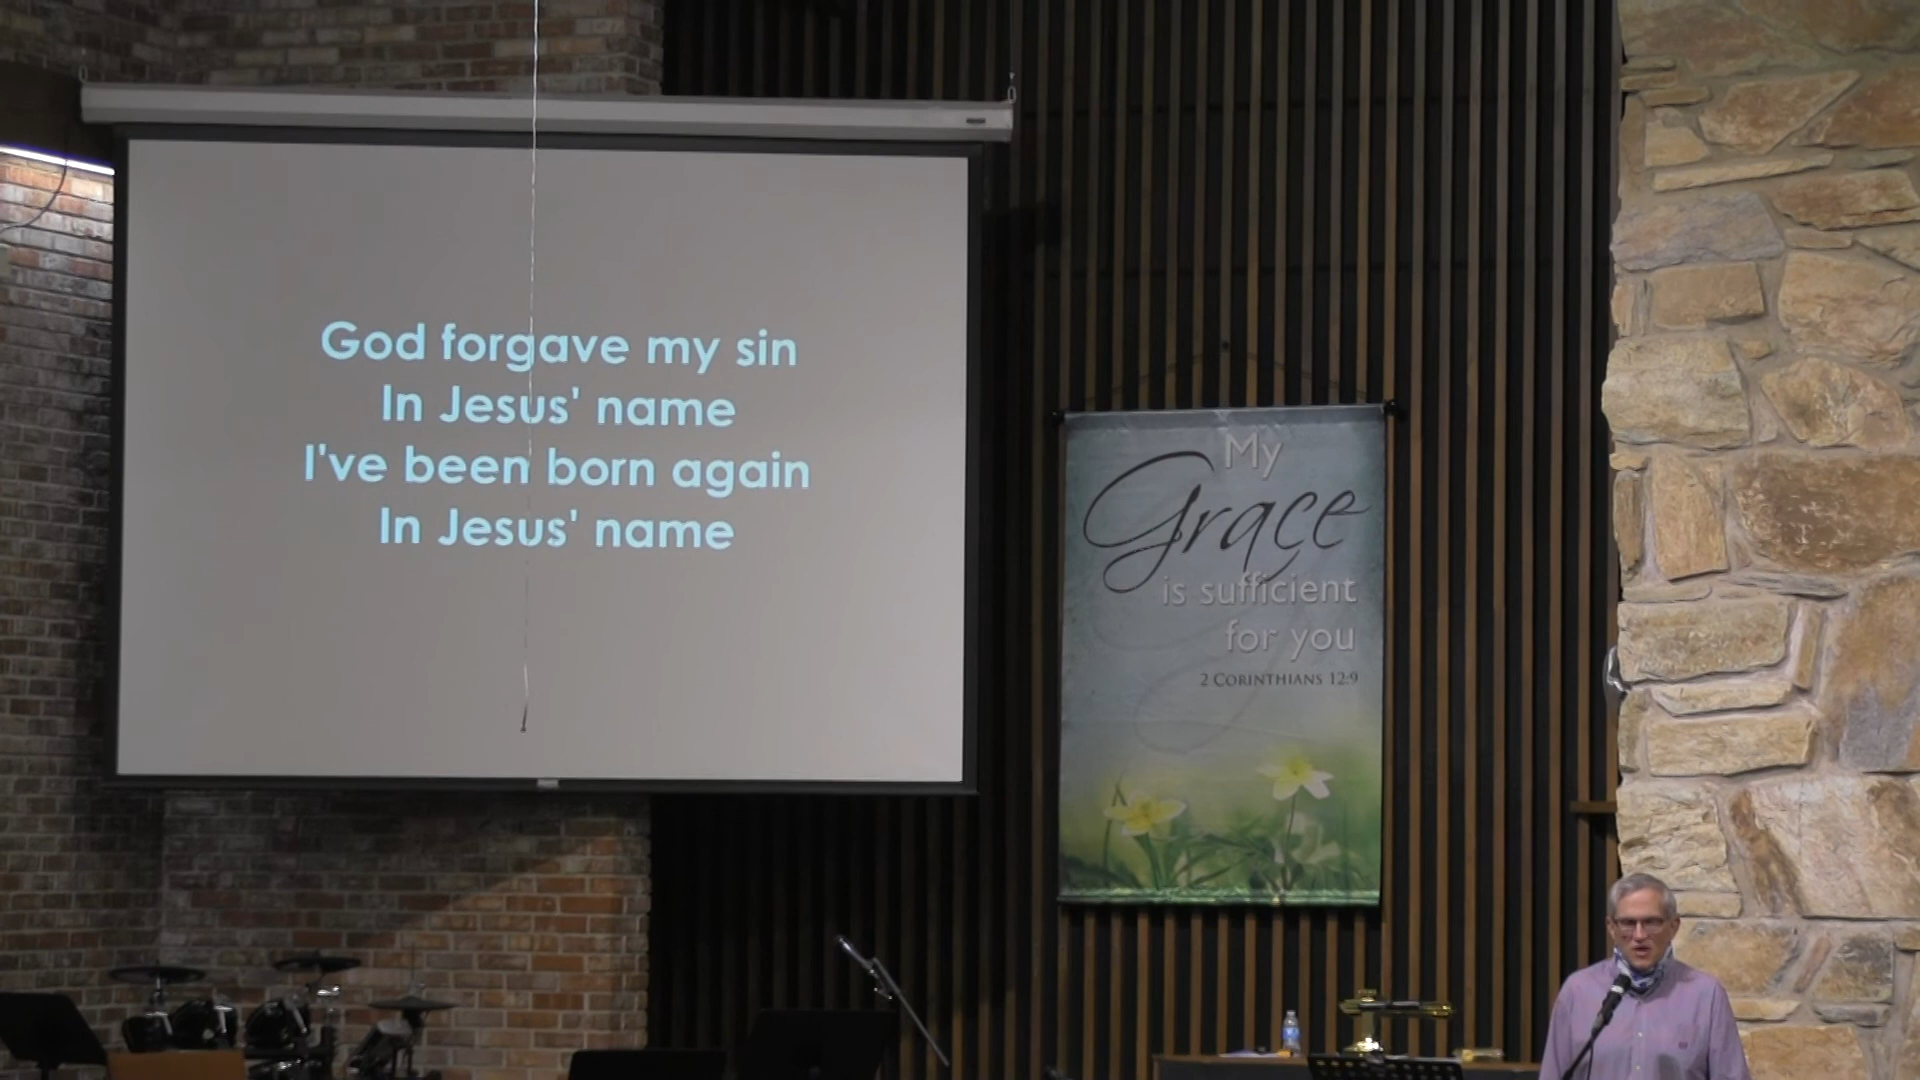 God forgave my sin
In Jesus' name
I've been born again
In Jesus' name
My
Grace
is sufficient
for you
2 CORINTHIANS 12:9